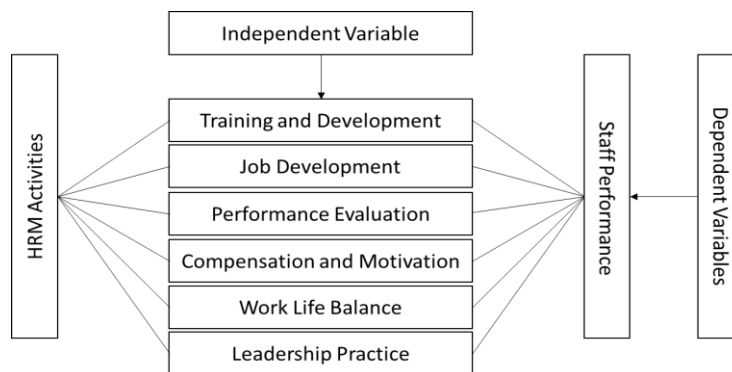 Independent Variable
HRM Activities
Training and Development
Job Development
Performance Evaluation
Compensation and Motivation
Work Life Balance
Leadership Practice
Staff Performance
Dependent Variables